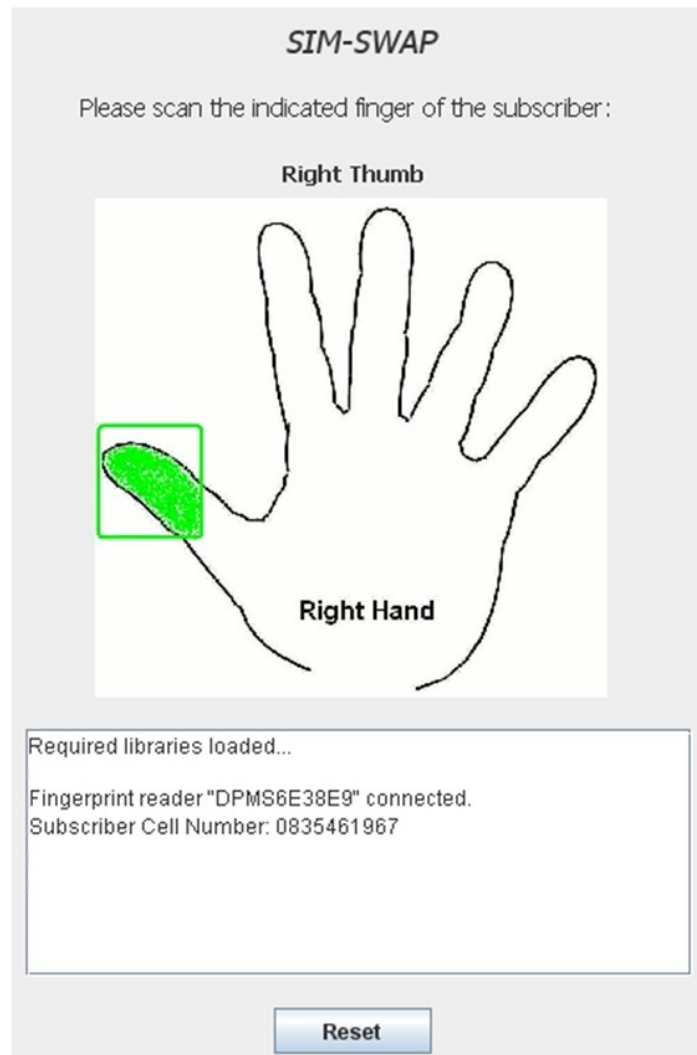 SIM-SWAP
Please scan the indicated finger of the subscriber:
Right Thumb
Right Hand
Required libraries loaded...
Fingerprint reader "DPMS6E38E9" connected.
Subscriber Cell Number: 0835461967
Reset